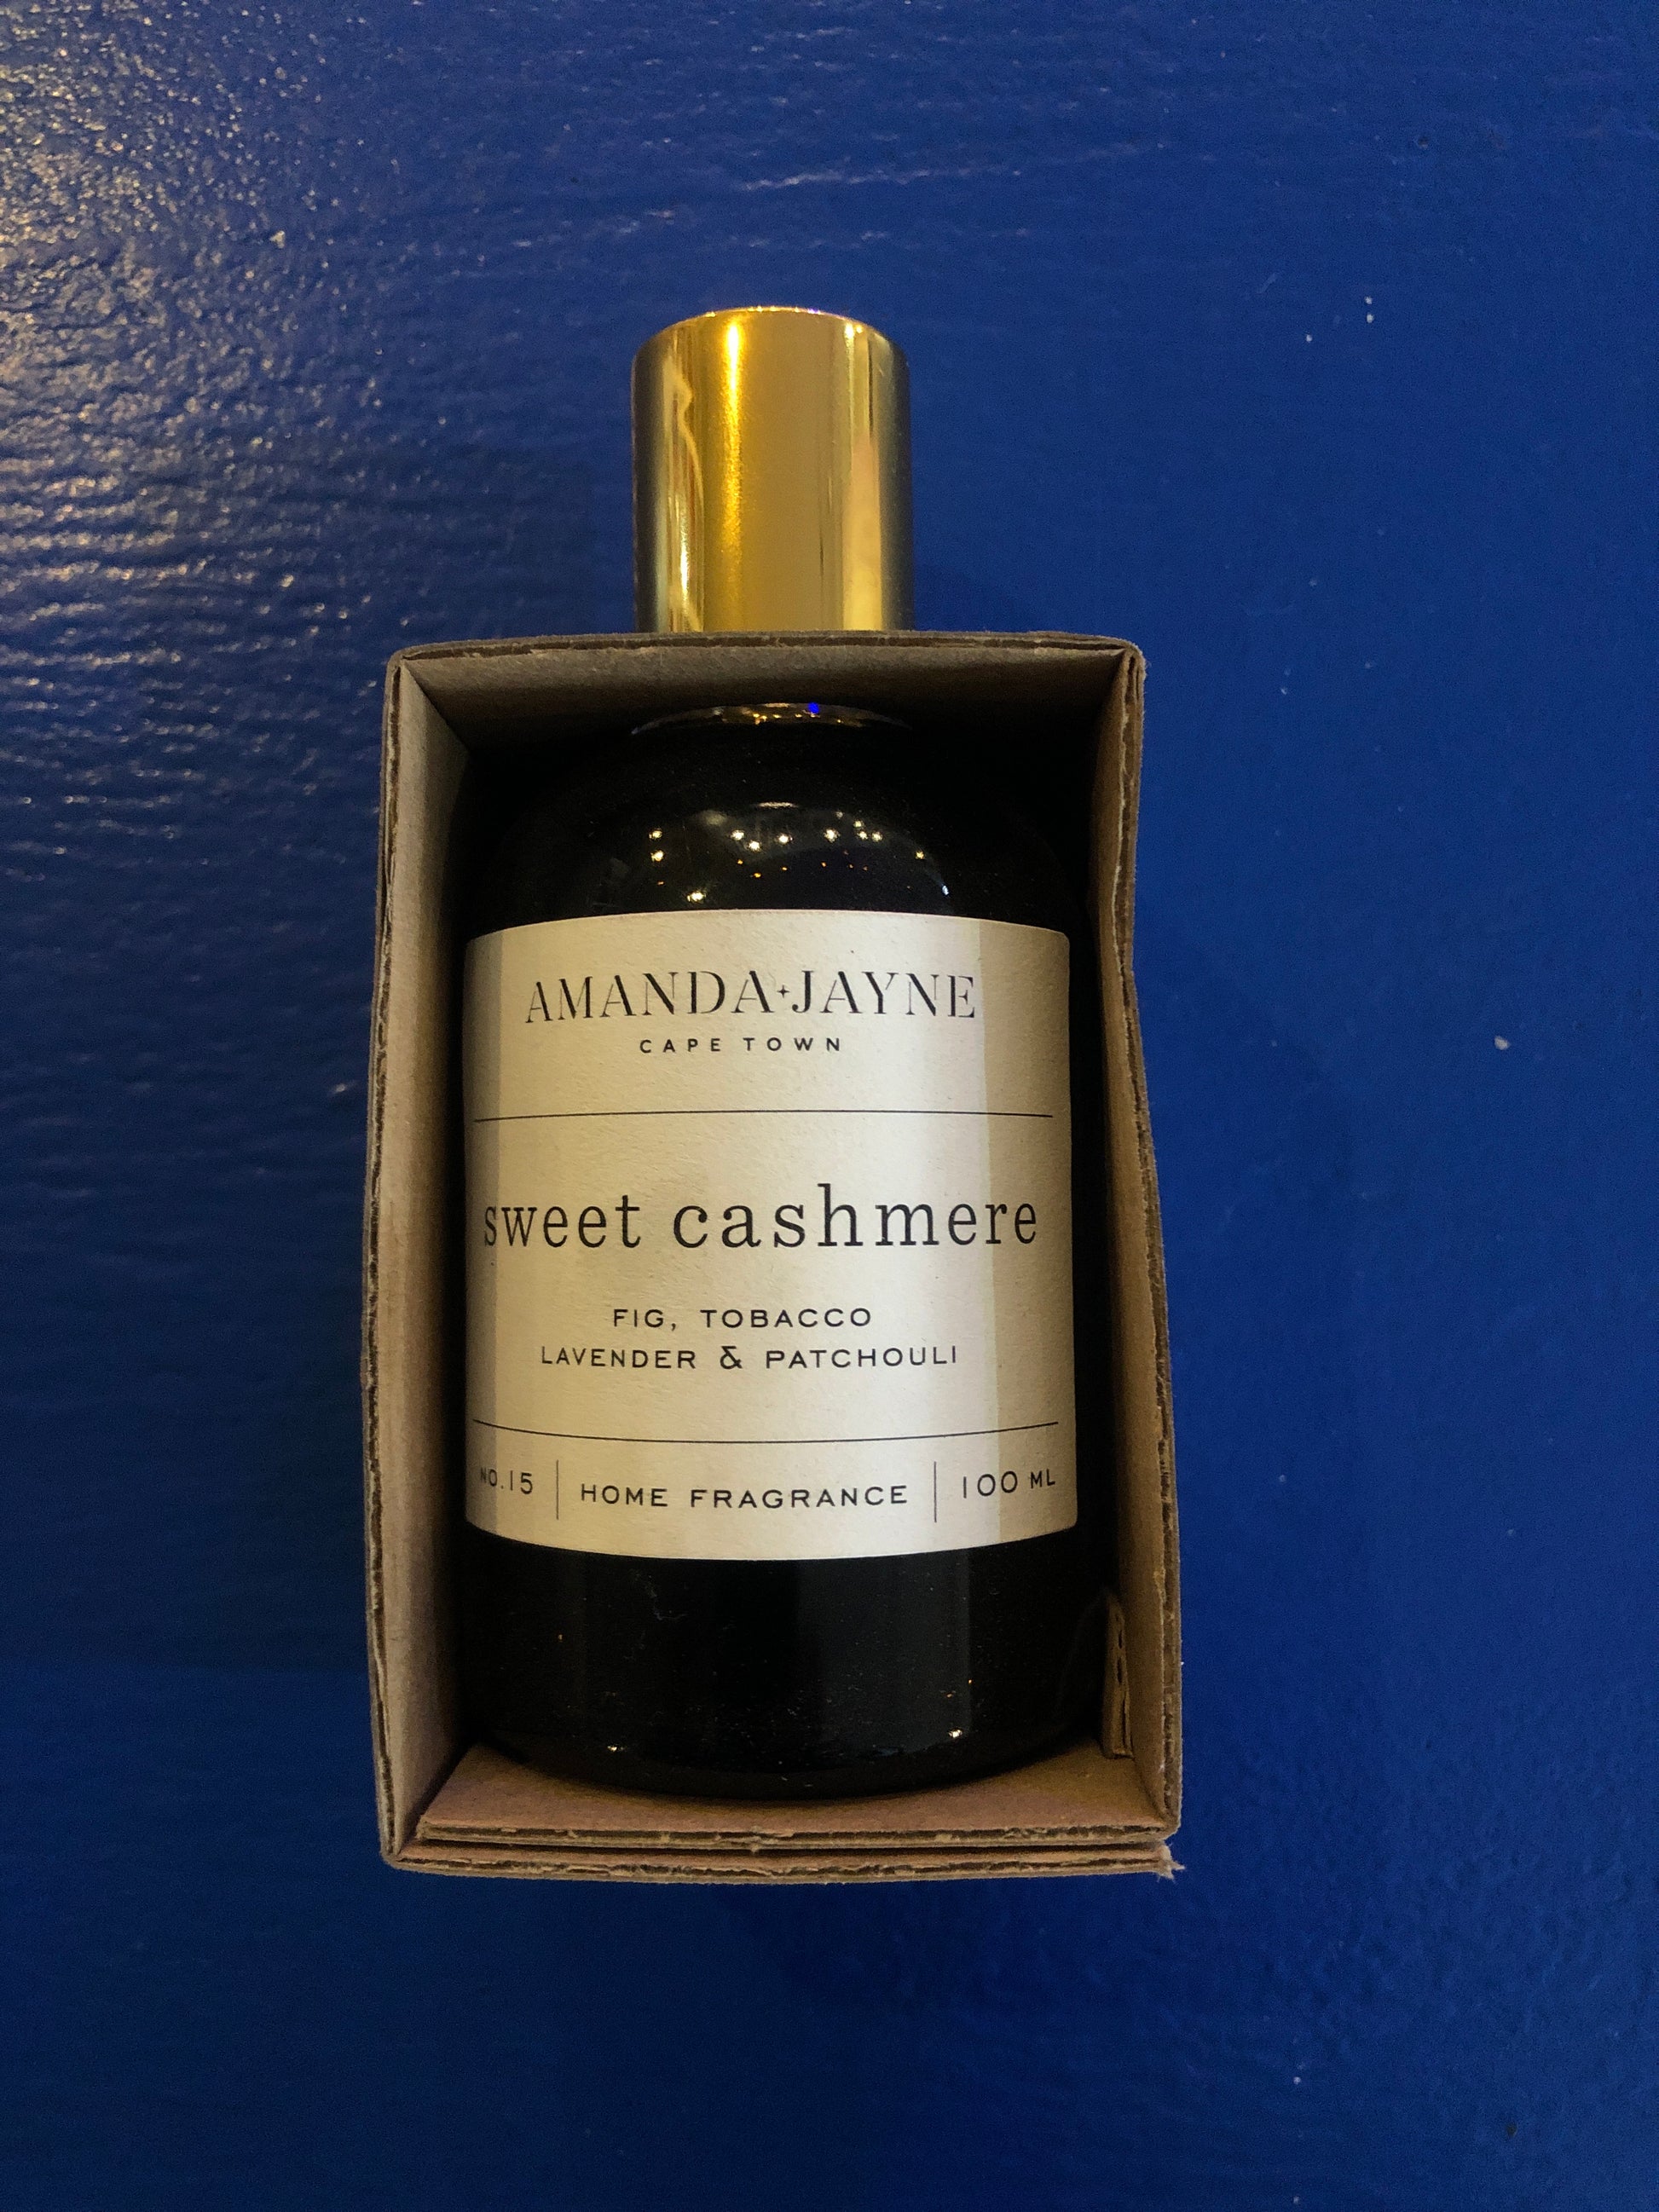 AMANDA+JAYNE
CAPE TOWN
sweet cashmere
FIG, TOBACCO
LAVENDER & PATCHOULI
NO.15 | HOME FRAGRANCE | 100 ML